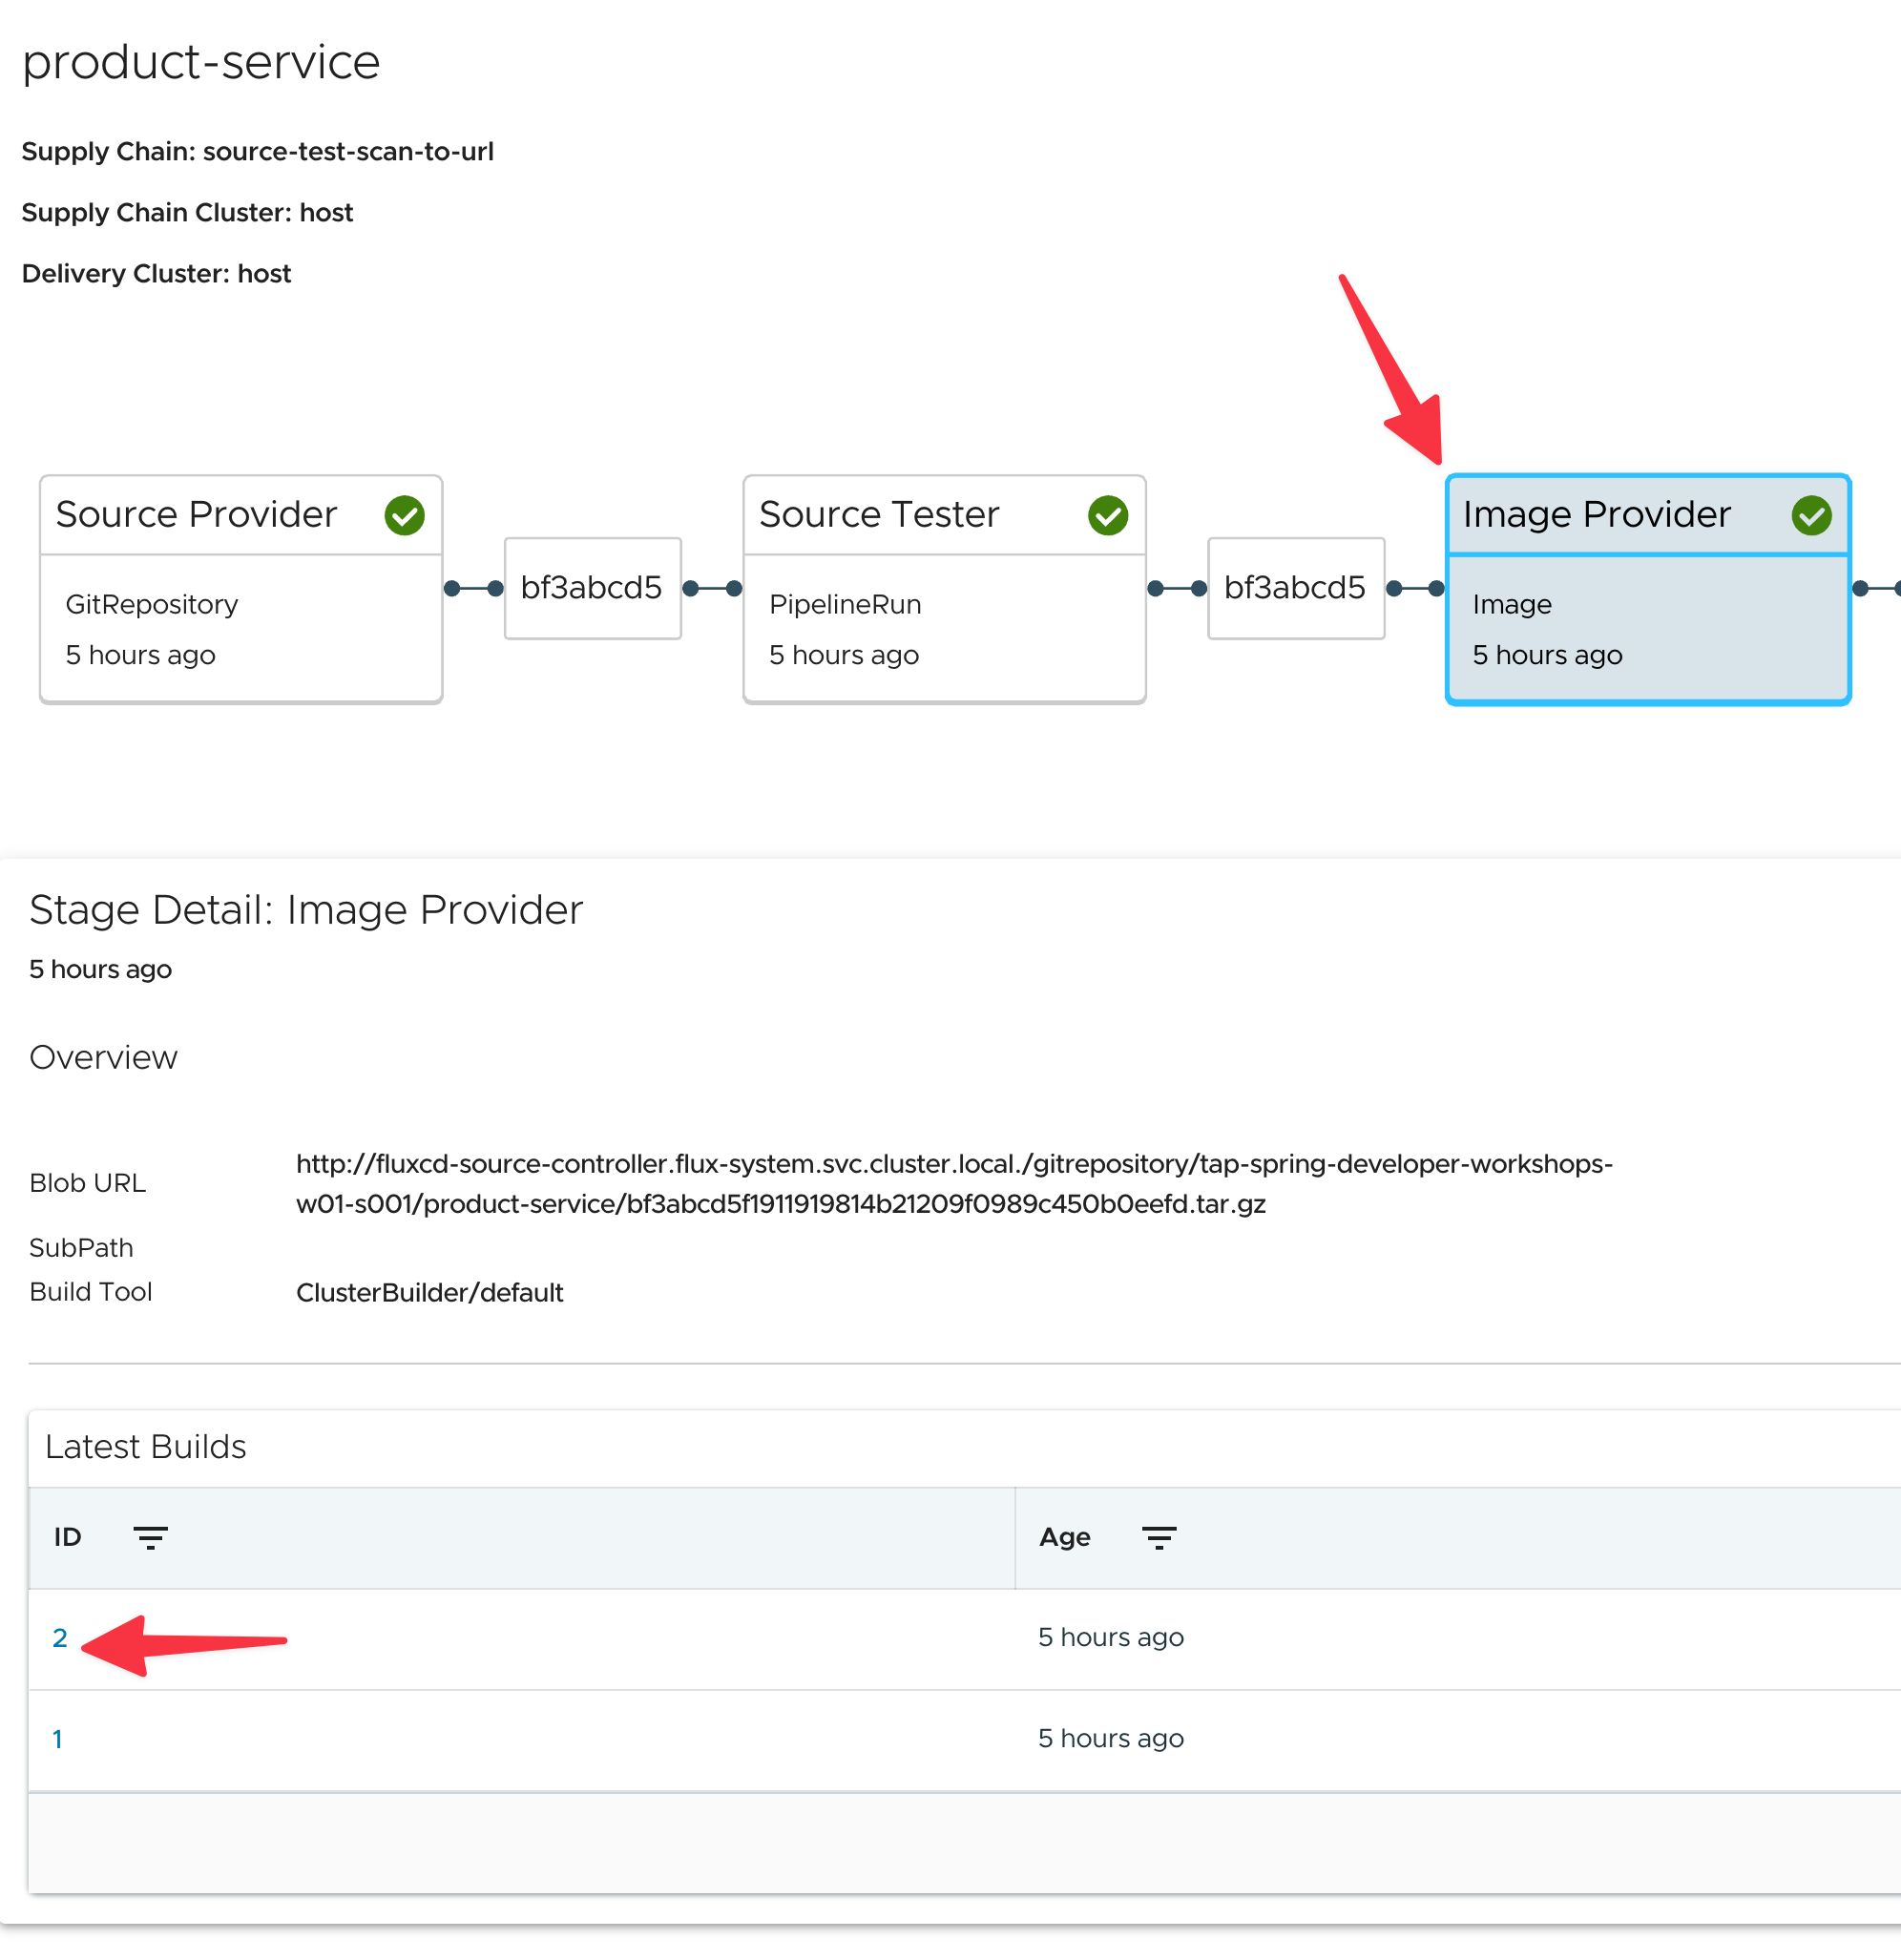 product-service
Supply Chain: source-test-scan-to-url
Supply Chain Cluster: host
Delivery Cluster: host
Source Provider
GitRepository
5 hours ago
bf3abcd5
Source Tester
PipelineRun
5 hours ago
bf3abcd5
Image Provider
Image
5 hours ago
Stage Detail: Image Provider
5 hours ago
Overview
Blob URL
http://fluxcd-source-controller.flux-system.svc.cluster.local./gitrepository/tap-spring-developer-workshops-
w01-s001/product-service/bf3abcd5f1911919814b21209f0989c450b0eefd.tar.gz
SubPath
Build Tool
ClusterBuilder/default
Latest Builds
ID
Age
2
5 hours ago
1
5 hours ago